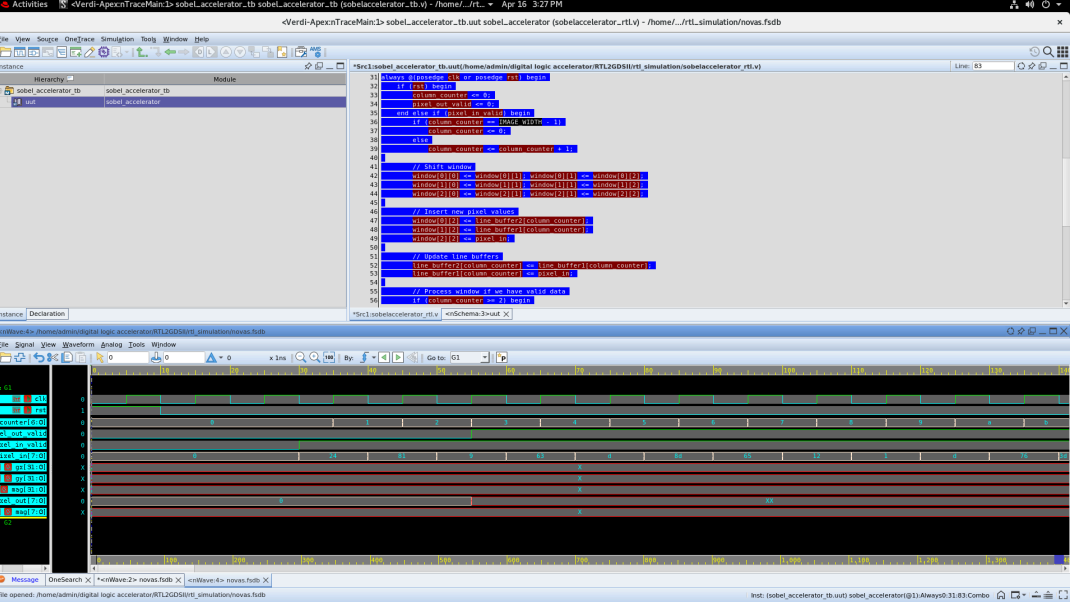 Activities
<Verdi-Apex:nTraceMain:1> sobel_accelerator_tb sobel_accelerator_tb (sobel_accelerator_tb.v) - /home/.../rt...
Apr 16 3:27 PM
<Verdi-Apex:nTraceMain:1> sobel_accelerator_tb.uut sobel_accelerator (sobelaccelerator_rtl.v) - /home/.../rtl_simulation/novas.fsdb
ile View Source OneTrace Simulation Tools Window Help
nstance
*Src1:sobel_accelerator_tb.uut(/home/admin/digital logic accelerator/RTL2GDSII/rtl_simulation/sobelaccelerator_rtl.v)
Line: 83
Hierarchy Module
sobel_accelerator_tb sobel_accelerator_tb
uut sobel_accelerator
31 always @(posedge clk or posedge rst) begin
32 if (rst) begin
33 column_counter <= 0;
34 pixel_out_valid <= 0;
35 end else if (pixel_in_valid) begin
36 if (column_counter == IMAGE_WIDTH - 1)
37 column_counter <= 0;
38 else
39 column_counter <= column_counter + 1;
40
41 // Shift window
42 window[0][0] <= window[0][1]; window[0][1] <= window[0][2];
43 window[1][0] <= window[1][1]; window[1][1] <= window[1][2];
44 window[2][0] <= window[2][1]; window[2][1] <= window[2][2];
45
46 // Insert new pixel values
47 window[0][2] <= line_buffer2[column_counter];
48 window[1][2] <= line_buffer1[column_counter];
49 window[2][2] <= pixel_in;
50
51 // Update line buffers
52 line_buffer2[column_counter] <= line_buffer1[column_counter];
53 line_buffer1[column_counter] <= pixel_in;
54
55 // Process window if we have valid data
56 if (column_counter >= 2) begin
nstance Declaration
*Src1:sobelaccelerator_rtl.v <nSchema:3>uut
<nWave:4> /home/admin/digital logic accelerator/RTL2GDSII/rtl_simulation/novas.fsdb
ile Signal View Waveform Analog Tools Window
0 0 0 x 1ns 100 By: Go to: G1
0 10 20 30 40 50 60 70 80 90 100 110 120 130 140
G1
clk 0
rst 1
counter[6:0] 0 0 1 2 3 4 5 6 7 8 9 a b
el_out_valid 0
ixel_in_valid 0
ixel_in[7:0] 0 0 24 81 9 63 d 65 12 1 d 76
gx[31:0] X X
gy[31:0] X X
mag[31:0] X X
xel_out[7:0] 0 0 XX
mag[7:0] X X
G2
0 100 200 300 400 500 600 700 800 900 1,000 1,100 1,200 1,300
Message OneSearch *<nWave:2> novas.fsdb <nWave:4> novas.fsdb
ile opened: /home/admin/digital logic accelerator/RTL2GDSII/rtl_simulation/novas.fsdb
Inst: (sobel_accelerator_tb.uut) sobel_accelerator(@1):Always0:31:83:Combo